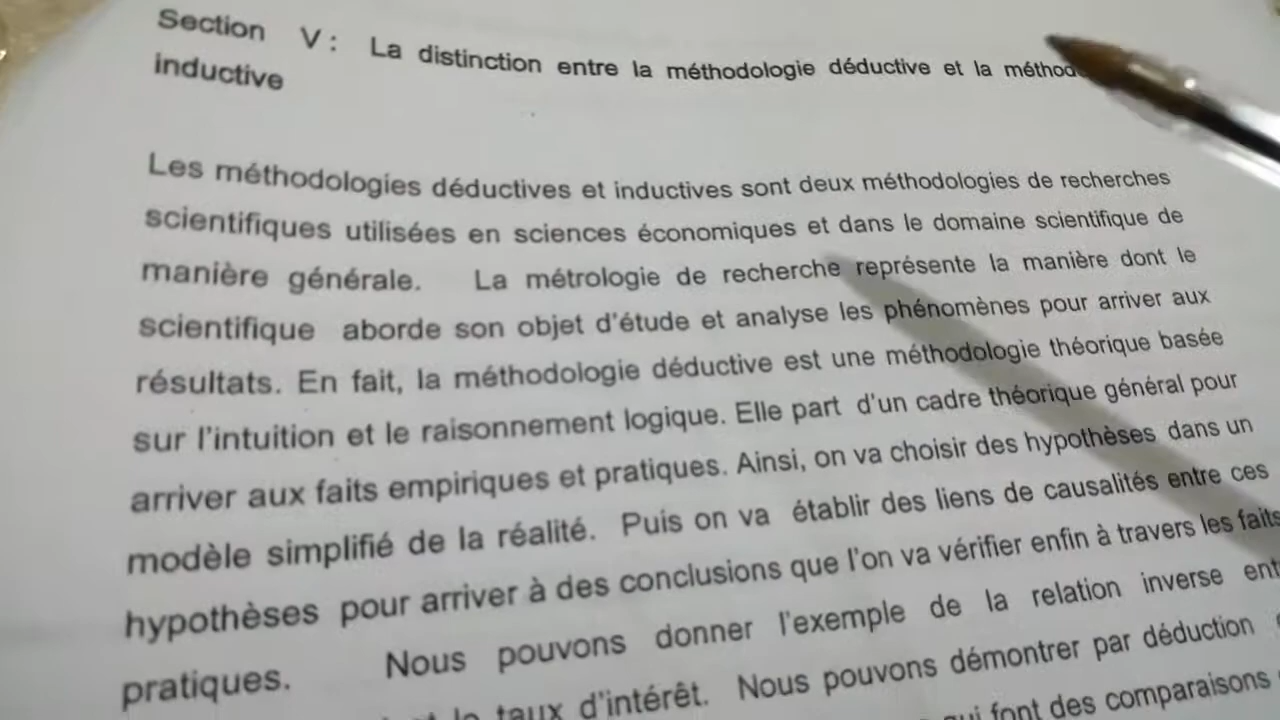 Section V : La distinction entre la méthodologie déductive et la
inductive
Les méthodologies déductives et inductives sont deux méthodologies de recherches
scientifiques utilisées en sciences économiques et dans le domaine scientifique de
manière générale. La métrologie de recherche représente la manière dont le
scientifique aborde son objet d'étude et analyse les phénomènes pour arriver aux
résultats. En fait, la méthodologie déductive est une méthodologie théorique basée
sur l'intuition et le raisonnement logique. Elle part d'un cadre théorique général pour
arriver aux faits empiriques et pratiques. Ainsi, on va choisir des hypothèses dans un
modèle simplifié de la réalité. Puis on va établir des liens de causalités entre ces
hypothèses pour arriver à des conclusions que l'on va vérifier enfin à travers les faits
pratiques. Nous pouvons donner l'exemple de la relation inverse
le taux d'intérêt. Nous pouvons démontrer par déduction
qui font des comparaisons